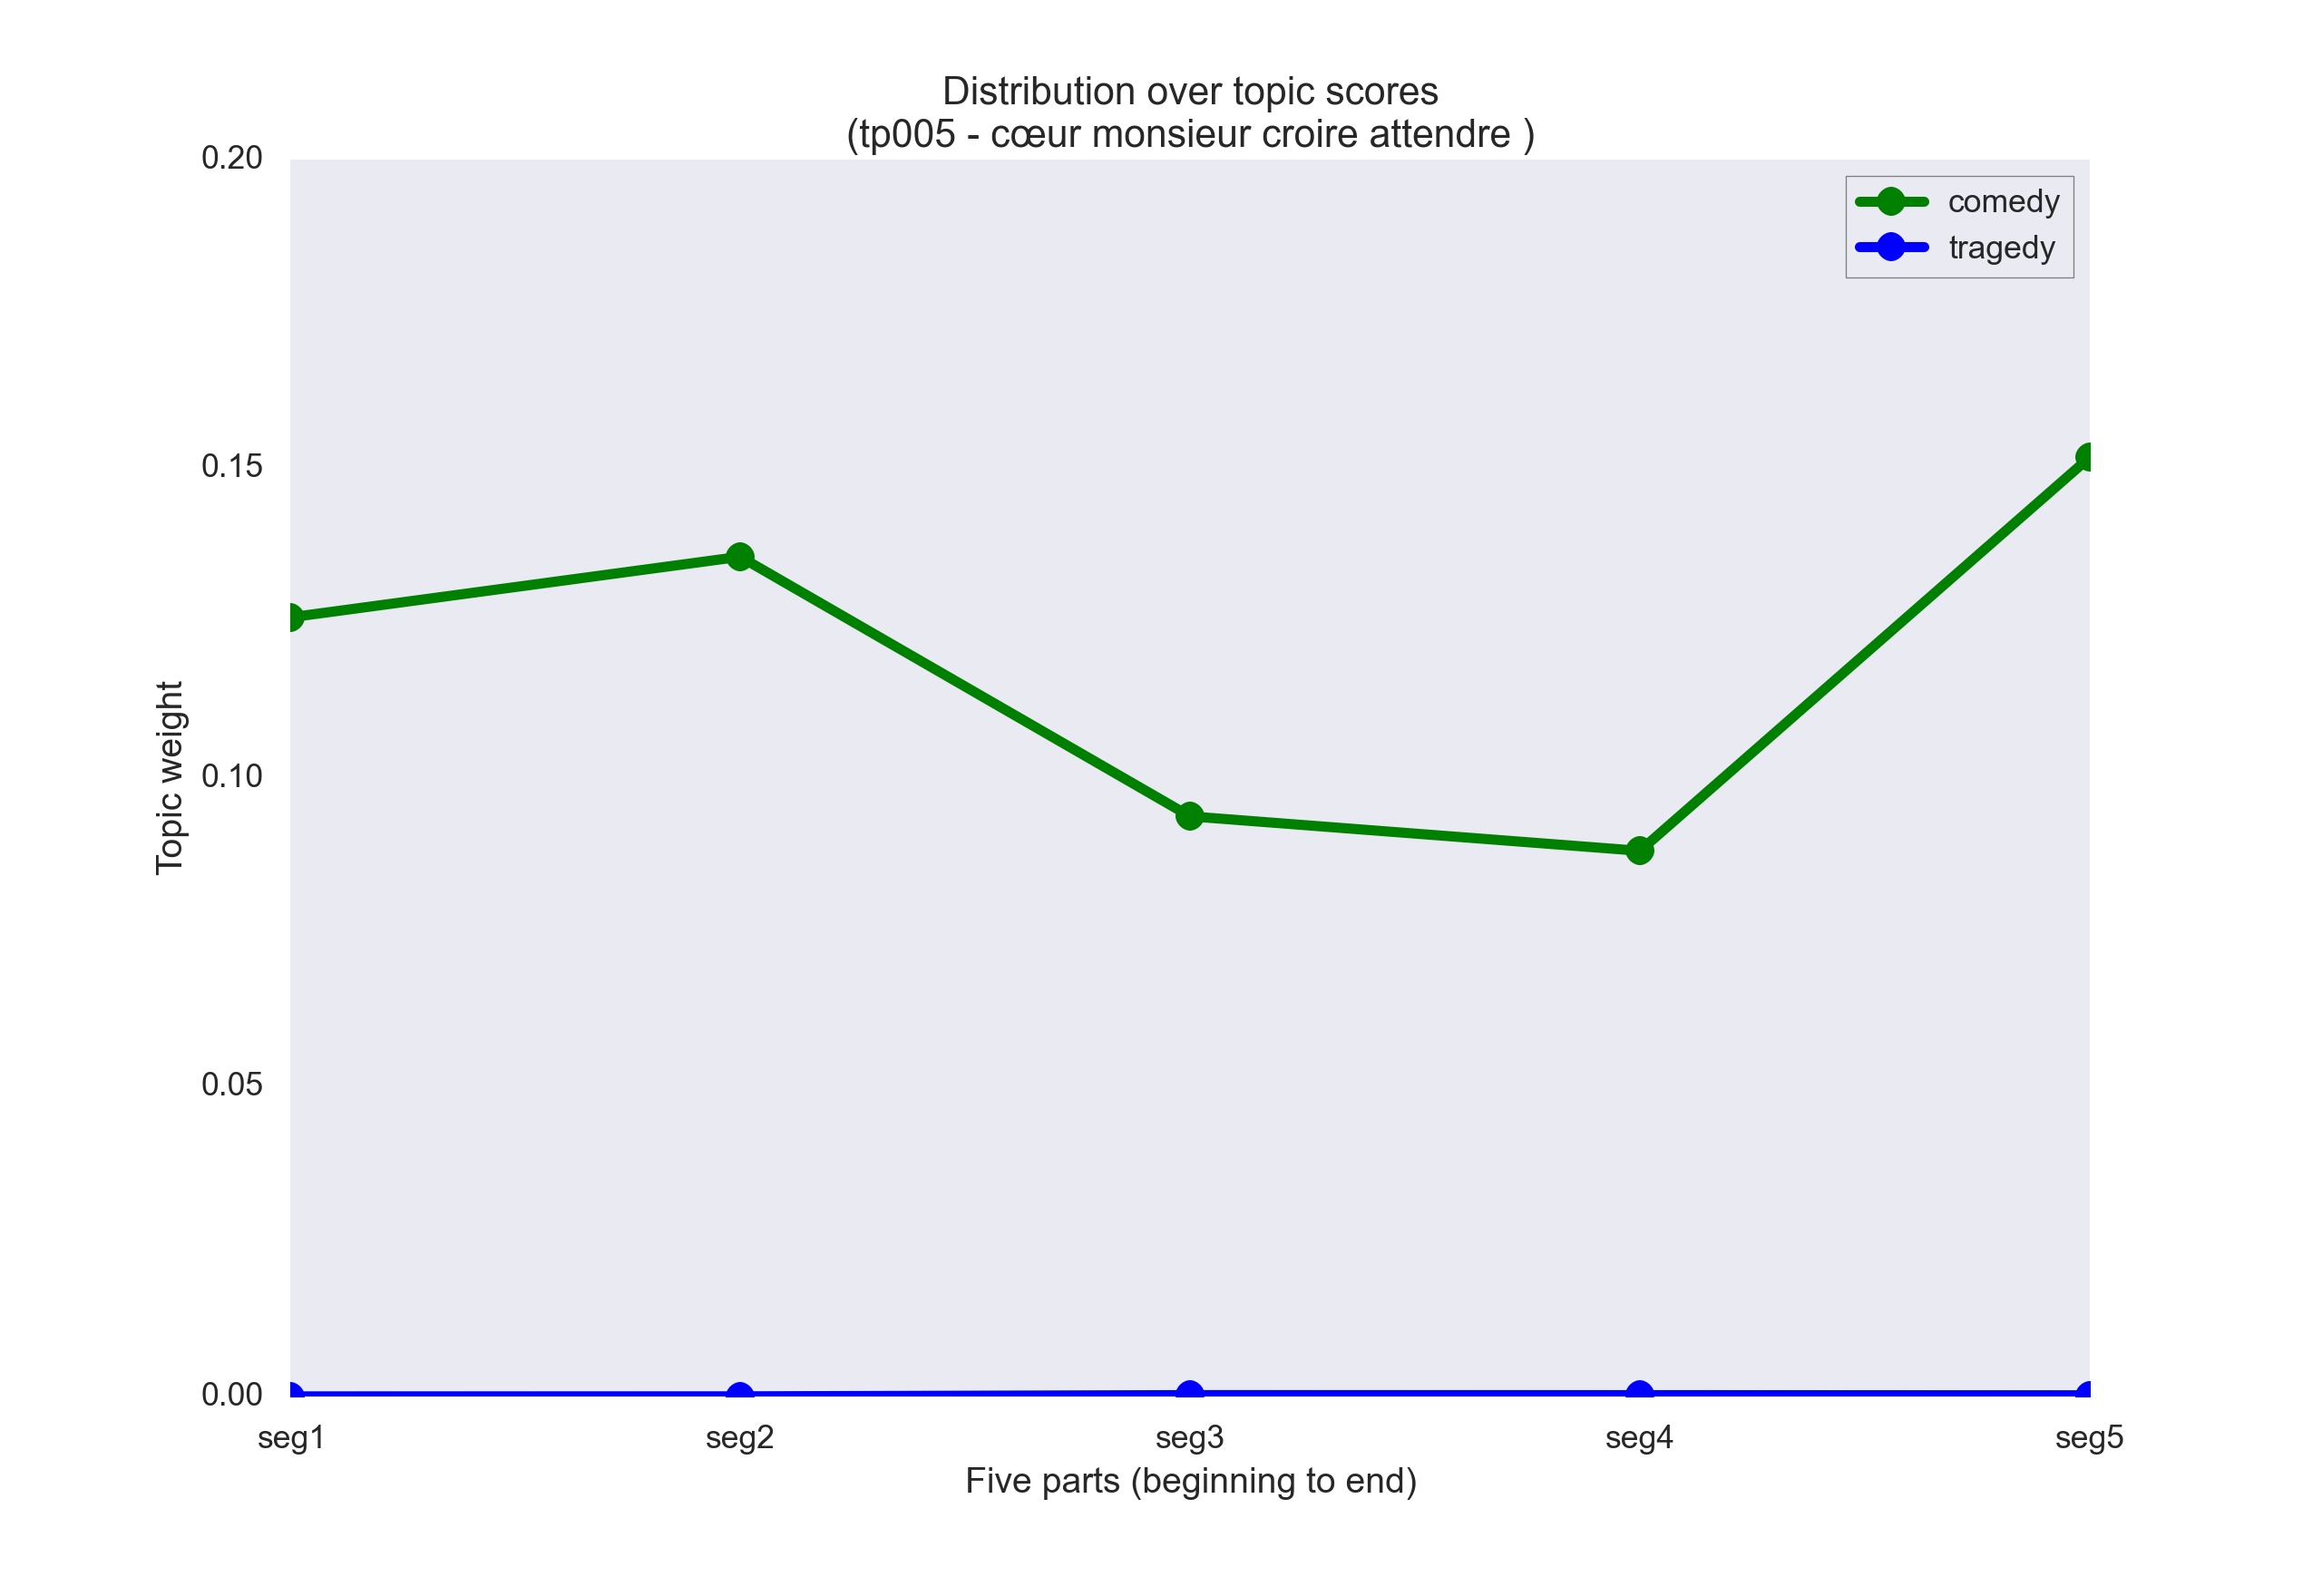 Distribution over topic scores
(tp005 - cœur monsieur croire attendre )
comedy
tragedy
Topic weight
0.20
0.15
0.10
0.05
0.00
seg1 seg2 seg3 seg4 seg5
Five parts (beginning to end)